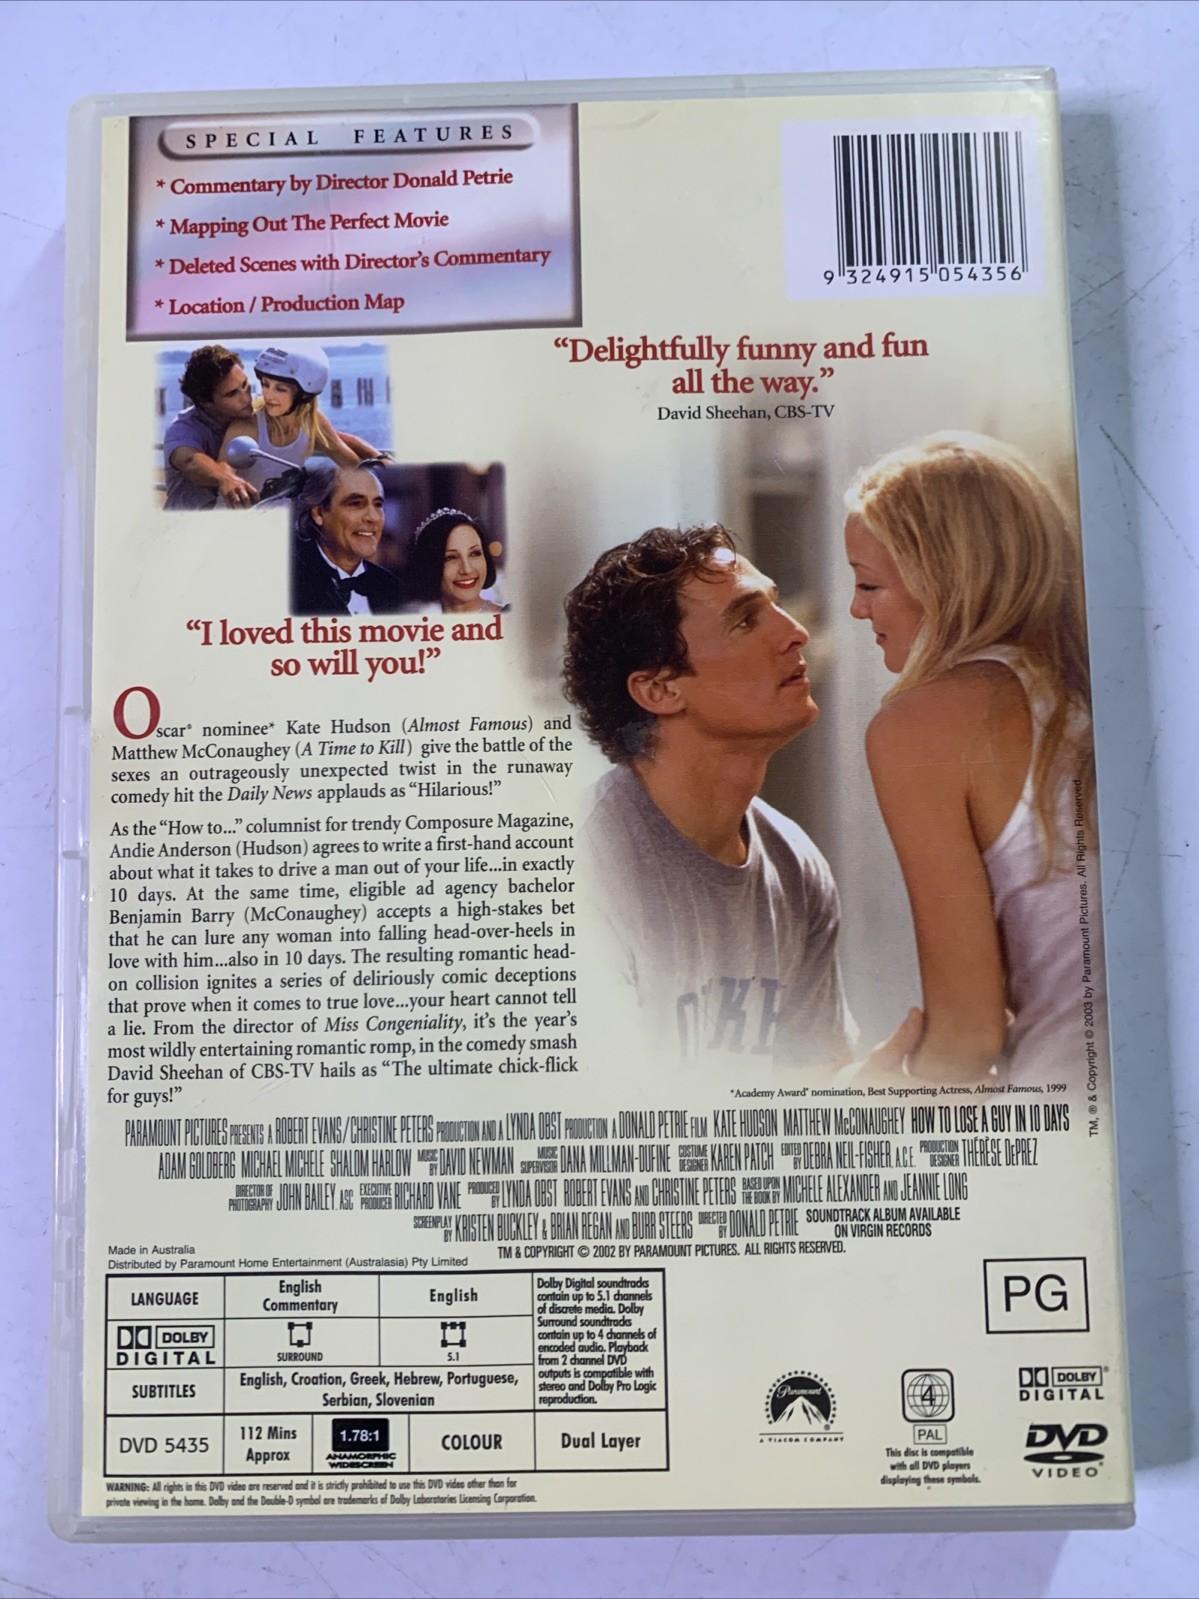 SPECIAL FEATURES
* Commentary by Director Donald Petrie
* Mapping Out The Perfect Movie
* Deleted Scenes with Director's Commentary
* Location / Production Map
9 324915 054356
“Delightfully funny and fun
all the way.”
David Sheehan, CBS-TV
“I loved this movie and
so will you!”
Oscar® nominee* Kate Hudson (Almost Famous) and
Matthew McConaughey (A Time to Kill) give the battle of the
sexes an outrageously unexpected twist in the runaway
comedy hit the Daily News applauds as “Hilarious!”
As the “How to...” columnist for trendy Composure Magazine,
Andie Anderson (Hudson) agrees to write a first-hand account
about what it takes to drive a man out of your life...in exactly
10 days. At the same time, eligible ad agency bachelor
Benjamin Barry (McConaughey) accepts a high-stakes bet
that he can lure any woman into falling head-over-heels in
love with him...also in 10 days. The resulting romantic head-
on collision ignites a series of deliriously comic deceptions
that prove when it comes to true love...your heart cannot tell
a lie. From the director of Miss Congeniality, it's the year's
most wildly entertaining romantic romp, in the comedy smash
David Sheehan of CBS-TV hails as “The ultimate chick-flick
for guys!”
*Academy Award® nomination, Best Supporting Actress, Almost Famous, 1999
TM, ® & Copyright © 2003 by Paramount Pictures. All Rights Reserved
PARAMOUNT PICTURES PRESENTS A ROBERT EVANS/CHRISTINE PETERS PRODUCTION AND A LYNDA OBST PRODUCTION A DONALD PETRIE FILM KATE HUDSON MATTHEW McCONAUGHEY HOW TO LOSE A GUY IN 10 DAYS
ADAM GOLDBERG MICHAEL MICHELE SHALOM HARLOW MUSIC BY DAVID NEWMAN MUSIC SUPERVISOR DANA MILLMAN-DUFINE COSTUME DESIGNER KAREN PATCH EDITED BY DEBRA NEIL-FISHER, A.C.E. PRODUCTION DESIGNER THÉRÈSE DePREZ
DIRECTOR OF PHOTOGRAPHY JOHN BAILEY, ASC EXECUTIVE PRODUCER RICHARD VANE PRODUCED BY LYNDA OBST ROBERT EVANS AND CHRISTINE PETERS BASED UPON THE BOOK BY MICHELE ALEXANDER AND JEANNIE LONG
SCREENPLAY BY KRISTEN BUCKLEY & BRIAN REGAN AND BURR STEERS DIRECTED BY DONALD PETRIE SOUNDTRACK ALBUM AVAILABLE ON VIRGIN RECORDS
TM & COPYRIGHT © 2002 BY PARAMOUNT PICTURES. ALL RIGHTS RESERVED.
Made in Australia
Distributed by Paramount Home Entertainment (Australasia) Pty Limited
LANGUAGE
English
Commentary
English
DOLBY
DIGITAL
SURROUND
5.1
SUBTITLES
English, Croation, Greek, Hebrew, Portuguese,
Serbian, Slovenian
Dolby Digital soundtracks
contain up to 5.1 channels
of discrete media. Dolby
Surround soundtracks
contain up to 4 channels of
encoded audio. Playback
from 2 channel DVD
outputs is compatible with
stereo and Dolby Pro Logic
reproduction.
DVD 5435
112 Mins
Approx
1.78:1
ANAMORPHIC
WIDESCREEN
COLOUR
Dual Layer
WARNING: All rights in this DVD video are reserved and it is strictly prohibited to use this DVD video other than for
private viewing in the home. Dolby and the Double-D symbol are trademarks of Dolby Laboratories Licensing Corporation.
PG
Paramount
A VIACOM COMPANY
4
PAL
This disc is compatible
with all DVD players
displaying these symbols.
DOLBY
DIGITAL
DVD
VIDEO